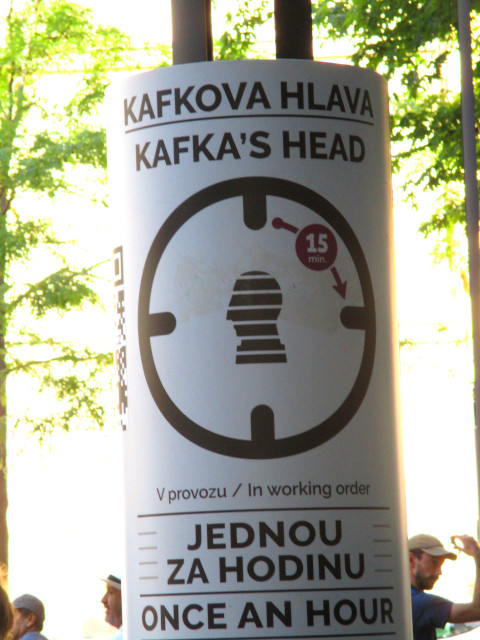 KAFKOVA HLAVA
KAFKA'S HEAD
15
min.
V provozu / In working order
JEDNOU
ZA HODINU
ONCE AN HOUR